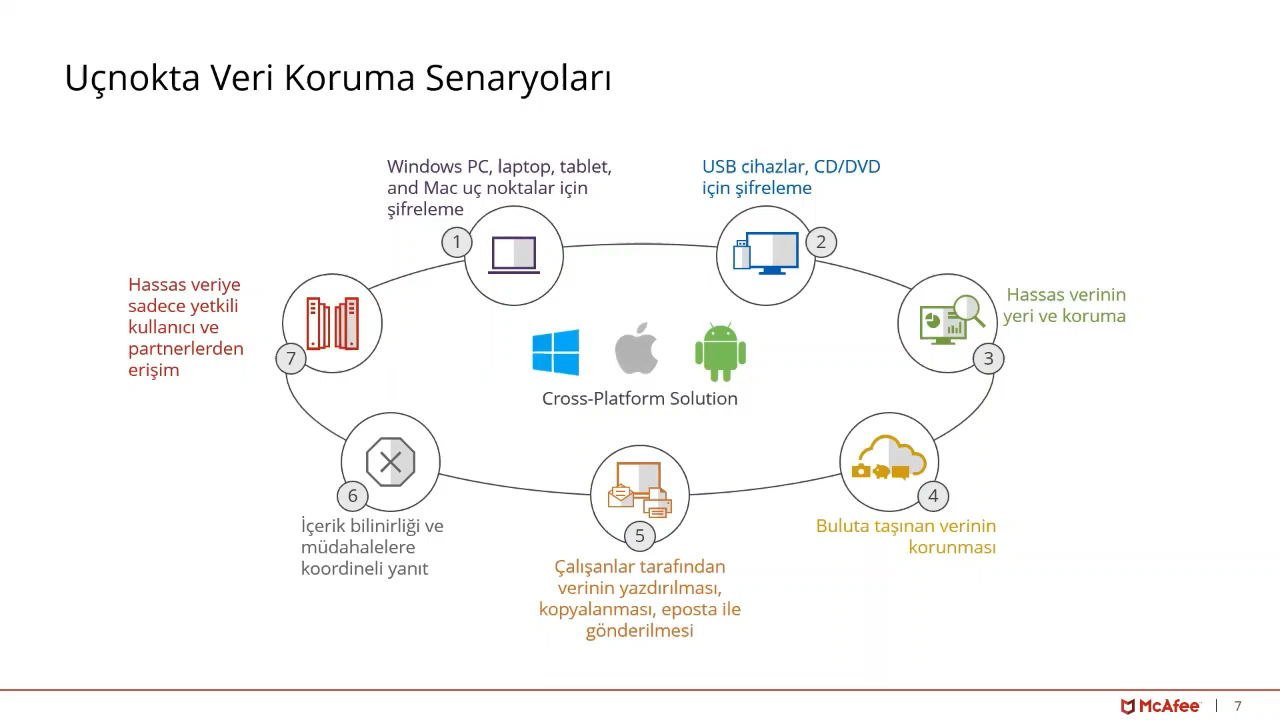 Uçnokta Veri Koruma Senaryoları
Windows PC, laptop, tablet,
and Mac uç noktalar için
şifreleme
1
USB cihazlar, CD/DVD
için şifreleme
2
Hassas verinin
yeri ve koruma
3
Buluta taşınan verinin
korunması
4
Çalışanlar tarafından
verinin yazdırılması,
kopyalanması, eposta ile
gönderilmesi
5
İçerik bilinirliği ve
müdahalelere
koordineli yanıt
6
Hassas veriye
sadece yetkili
kullanıcı ve
partnerlerden
erişim
7
Cross-Platform Solution
McAfee | 7